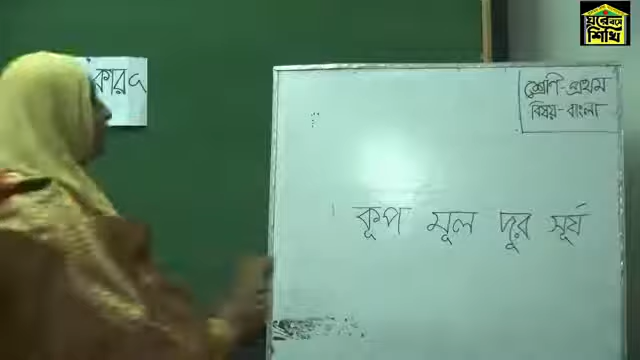 ঘরে বসে
শিখি
কার ূ
শ্রেণি-প্রথম
বিষয়-বাংলা
কূপ মূল দূর সূর্য